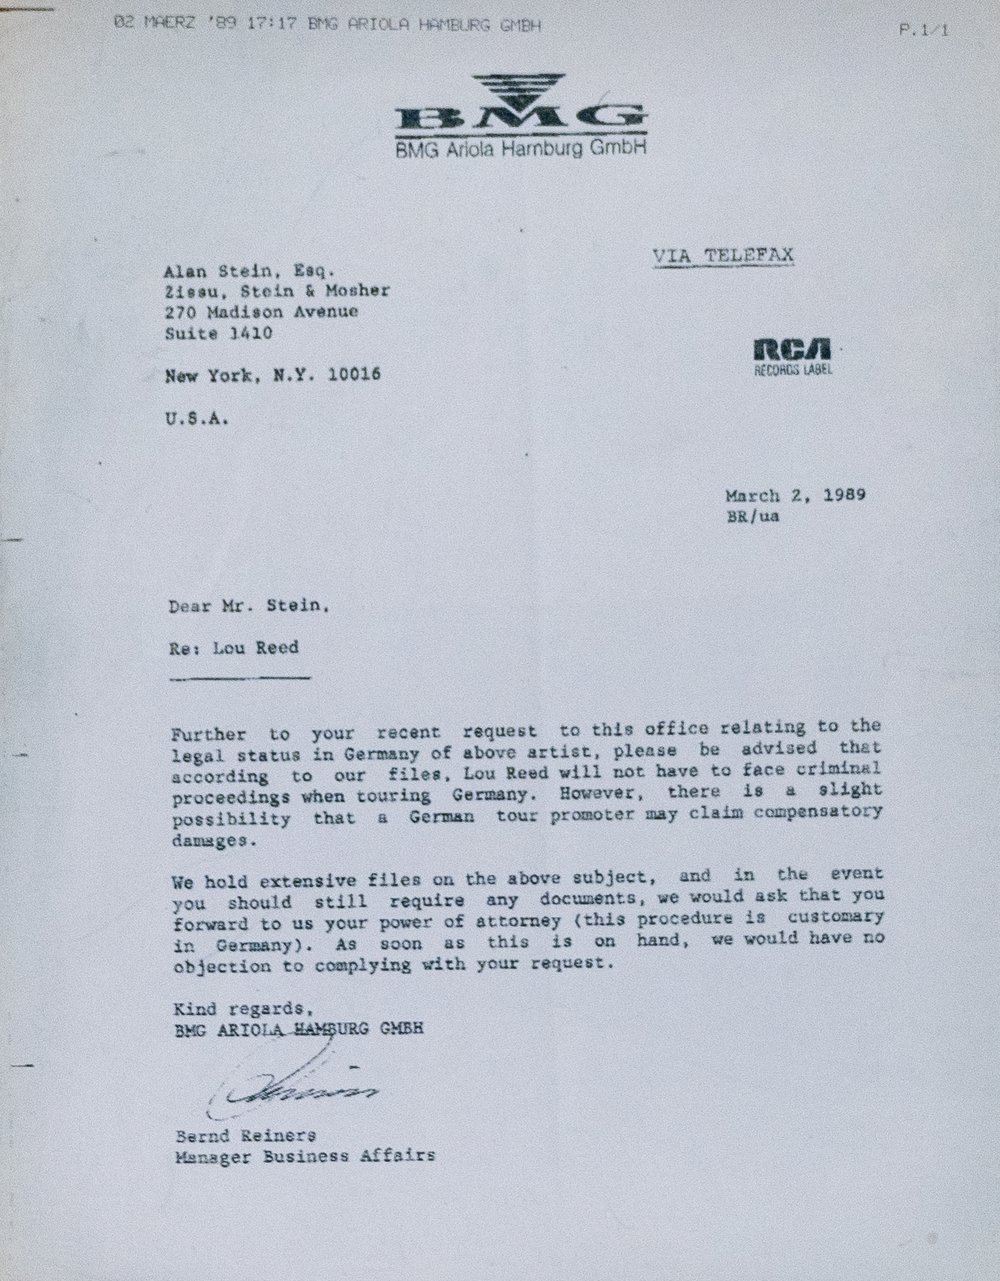 02 MAERZ '89 17:17 BMG ARIOLA HAMBURG GMBH P.1/1
BMG
BMG Ariola Hamburg GmbH
VIA TELEFAX
Alan Stein, Esq.
Zissu, Stein & Mosher
270 Madison Avenue
Suite 1410
New York, N.Y. 10016
U.S.A.
RCA
RECORDS LABEL
March 2, 1989
BR/ua
Dear Mr. Stein,
Re: Lou Reed
Further to your recent request to this office relating to the
legal status in Germany of above artist, please be advised that
according to our files, Lou Reed will not have to face criminal
proceedings when touring Germany. However, there is a slight
possibility that a German tour promoter may claim compensatory
damages.
We hold extensive files on the above subject, and in the event
you should still require any documents, we would ask that you
forward to us your power of attorney (this procedure is customary
in Germany). As soon as this is on hand, we would have no
objection to complying with your request.
Kind regards,
BMG ARIOLA HAMBURG GMBH
Bernd Reiners
Manager Business Affairs